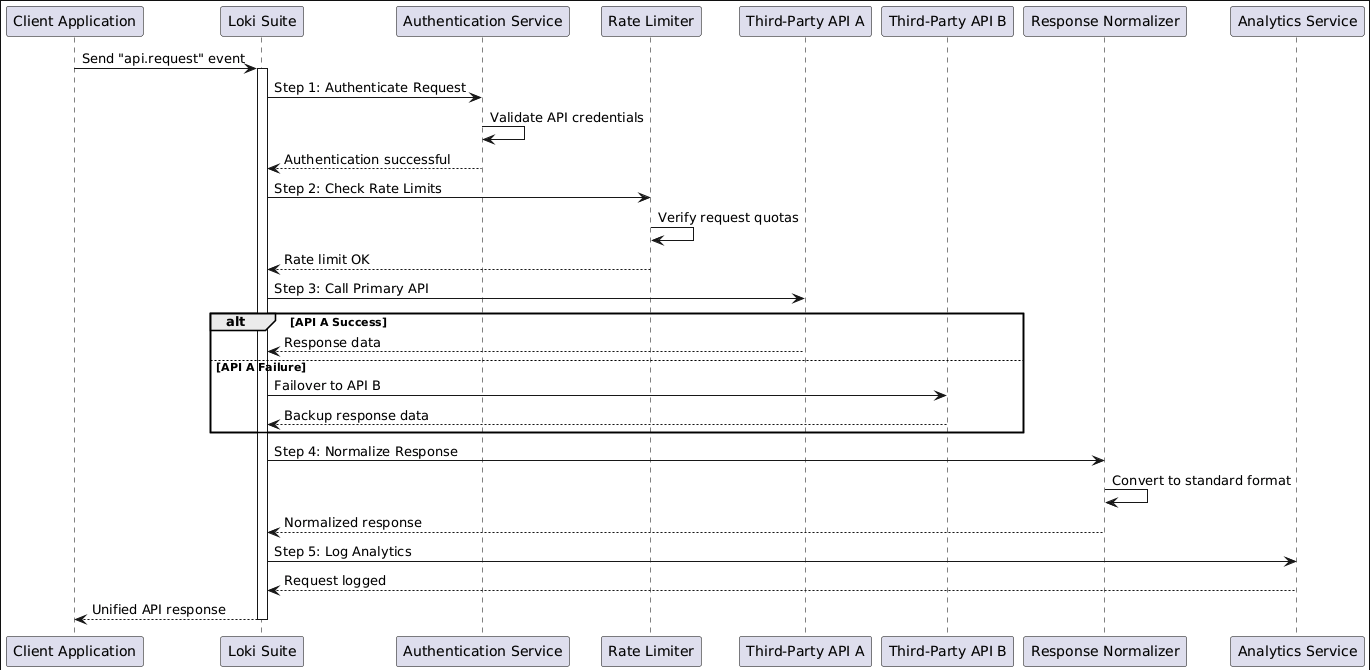 Client Application
Loki Suite
Authentication Service
Rate Limiter
Third-Party API A
Third-Party API B
Response Normalizer
Analytics Service
Send "api.request" event
Step 1: Authenticate Request
Validate API credentials
Authentication successful
Step 2: Check Rate Limits
Verify request quotas
Rate limit OK
Step 3: Call Primary API
alt
[API A Success]
Response data
[API A Failure]
Failover to API B
Backup response data
Step 4: Normalize Response
Convert to standard format
Normalized response
Step 5: Log Analytics
Request logged
Unified API response
Client Application
Loki Suite
Authentication Service
Rate Limiter
Third-Party API A
Third-Party API B
Response Normalizer
Analytics Service